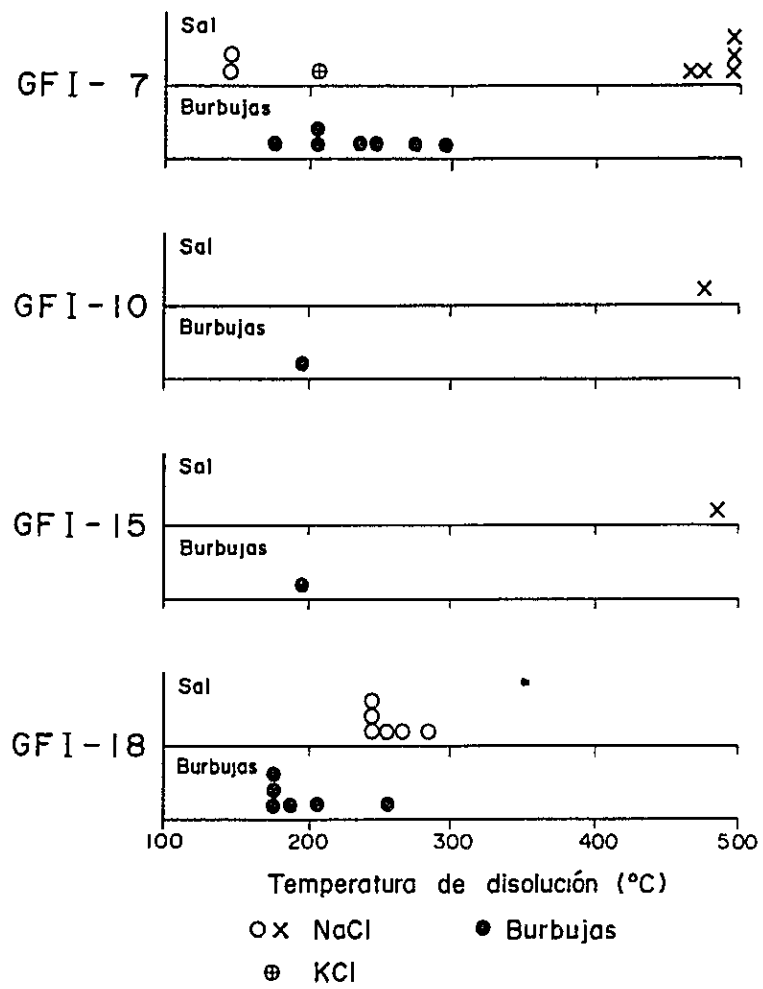 Sal
GFI-7
Burbujas
Sal
GFI-10
Burbujas
Sal
GFI-15
Burbujas
Sal
GFI-18
Burbujas
100 200 300 400 500
Temperatura de disolución (°C)
NaCl Burbujas
KCl